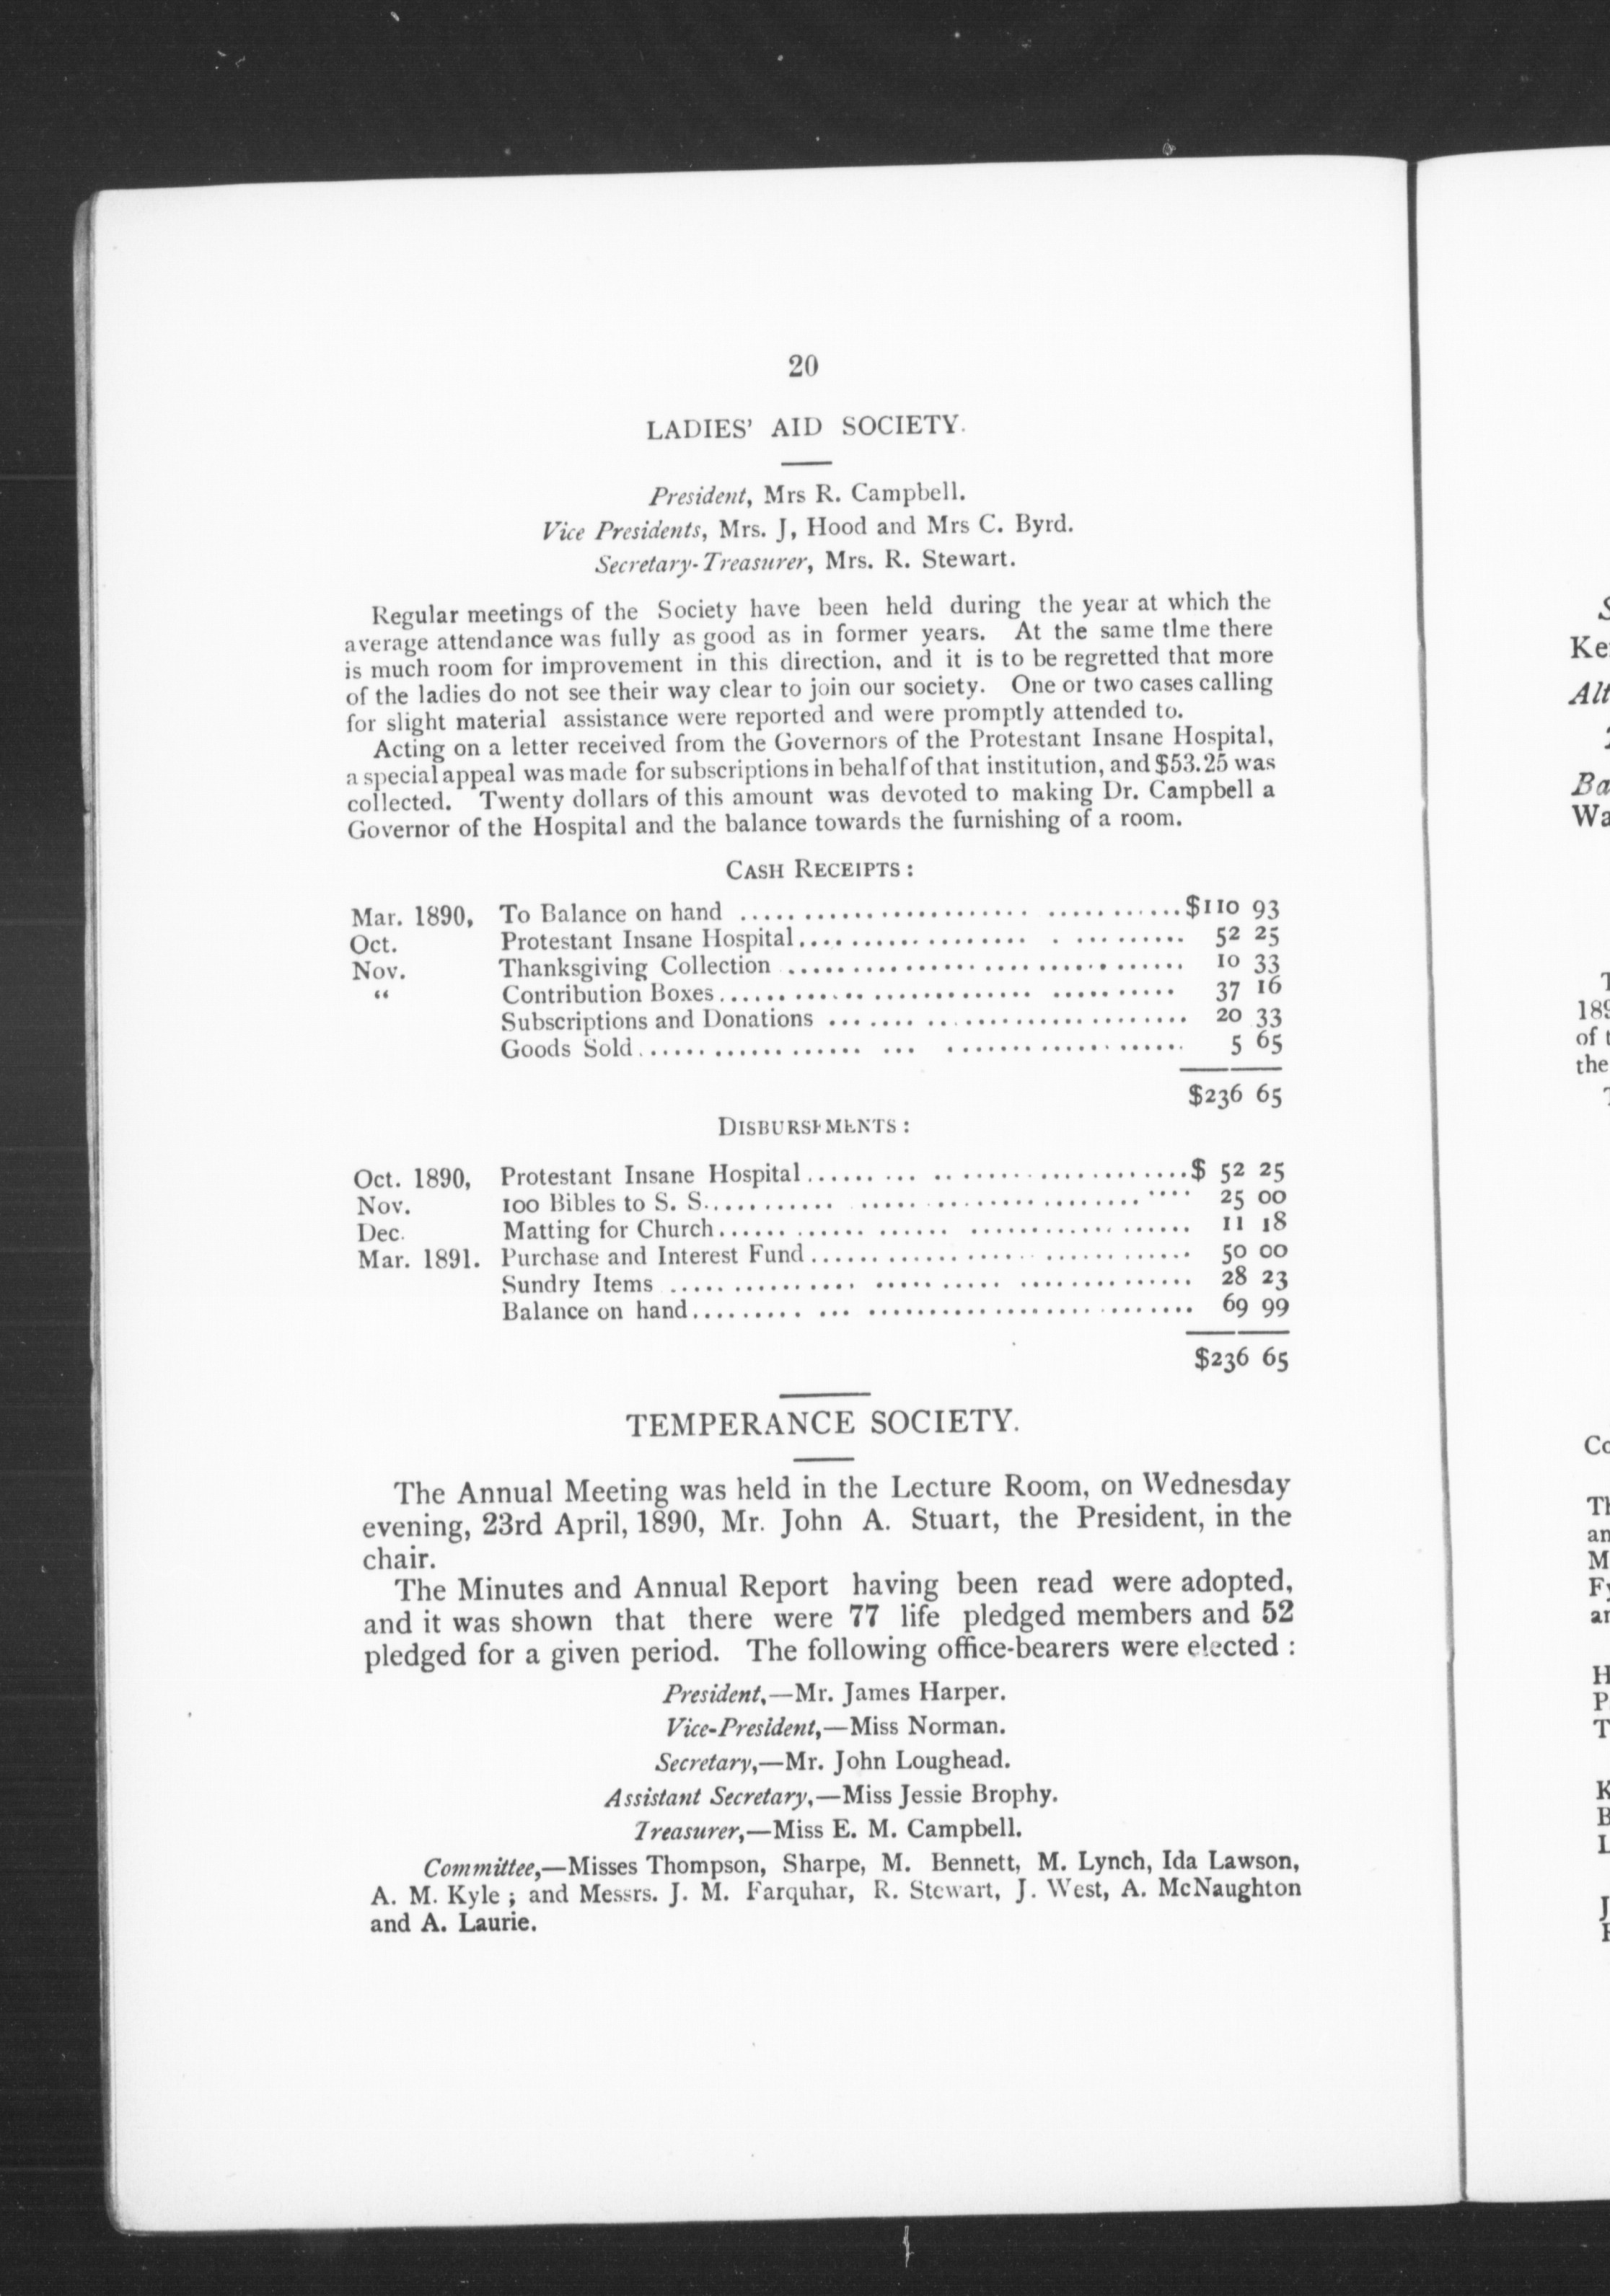 20
LADIES' AID SOCIETY.
President, Mrs R. Campbell.
Vice Presidents, Mrs. J, Hood and Mrs C. Byrd.
Secretary-Treasurer, Mrs. R. Stewart.
Regular meetings of the Society have been held during the year at which the
average attendance was fully as good as in former years. At the same tlme there
is much room for improvement in this direction, and it is to be regretted that more
of the ladies do not see their way clear to join our society. One or two cases calling
for slight material assistance were reported and were promptly attended to.
Acting on a letter received from the Governors of the Protestant Insane Hospital,
a special appeal was made for subscriptions in behalf of that institution, and $53.25 was
collected. Twenty dollars of this amount was devoted to making Dr. Campbell a
Governor of the Hospital and the balance towards the furnishing of a room.
CASH RECEIPTS :
Mar. 1890, To Balance on hand ........ $110 93
Oct. Protestant Insane Hospital ........ 52 25
Nov. Thanksgiving Collection ........ 10 33
" Contribution Boxes ........ 37 16
Subscriptions and Donations ........ 20 33
Goods Sold ........ 5 65
$236 65
DISBURSEMENTS :
Oct. 1890, Protestant Insane Hospital ........ $ 52 25
Nov. 100 Bibles to S. S. ........ 25 00
Dec. Matting for Church ........ 11 18
Mar. 1891. Purchase and Interest Fund ........ 50 00
Sundry Items ........ 28 23
Balance on hand ........ 69 99
$236 65
TEMPERANCE SOCIETY.
The Annual Meeting was held in the Lecture Room, on Wednesday
evening, 23rd April, 1890, Mr. John A. Stuart, the President, in the
chair.
The Minutes and Annual Report having been read were adopted,
and it was shown that there were 77 life pledged members and 52
pledged for a given period. The following office-bearers were elected :
President,—Mr. James Harper.
Vice-President,—Miss Norman.
Secretary,—Mr. John Loughead.
Assistant Secretary,—Miss Jessie Brophy.
Treasurer,—Miss E. M. Campbell.
Committee,—Misses Thompson, Sharpe, M. Bennett, M. Lynch, Ida Lawson,
A. M. Kyle ; and Messrs. J. M. Farquhar, R. Stewart, J. West, A. McNaughton
and A. Laurie.